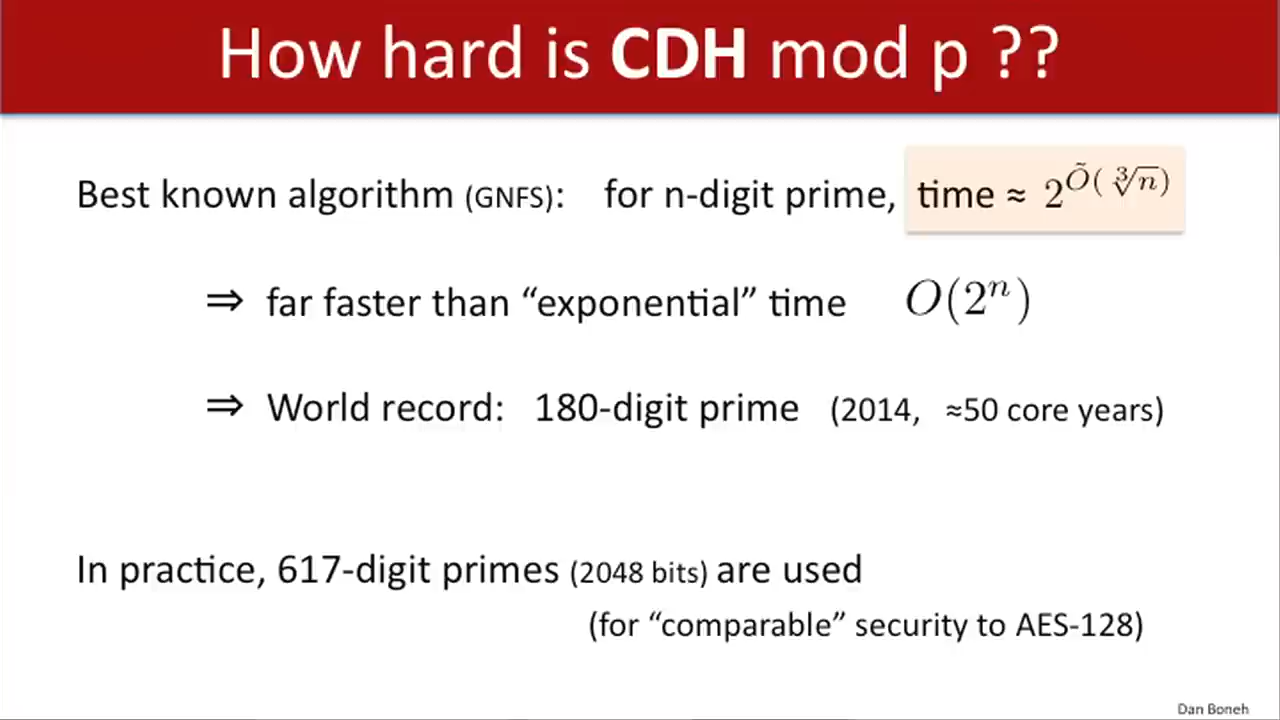 How hard is CDH mod p ??
Best known algorithm (GNFS): for n-digit prime, time ≈ 2^{Õ(∛n)}
⇒ far faster than “exponential” time O(2^n)
⇒ World record: 180-digit prime (2014, ≈50 core years)
In practice, 617-digit primes (2048 bits) are used
(for “comparable” security to AES-128)
Dan Boneh